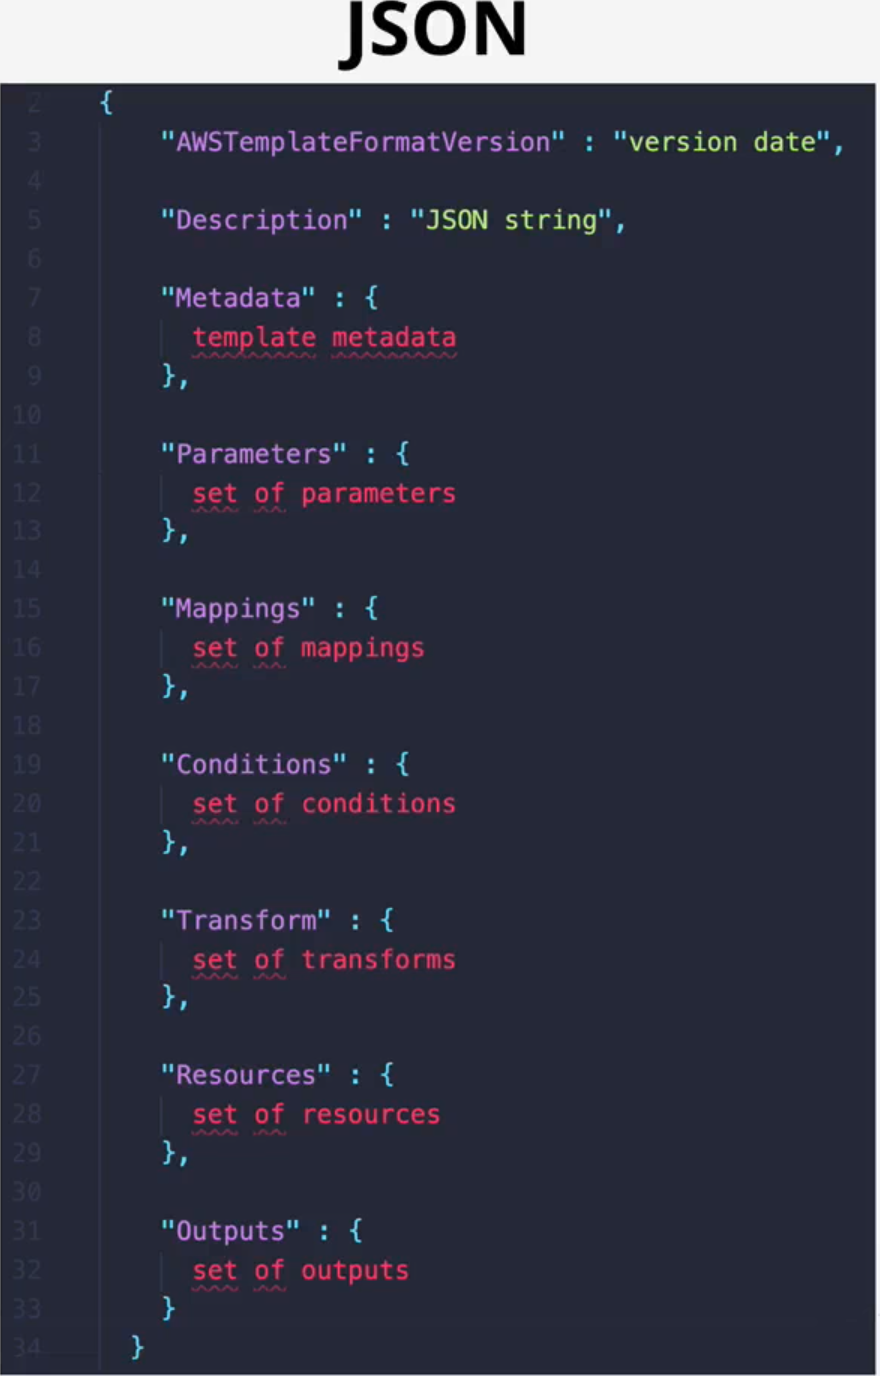 JSON
2 {
3 "AWSTemplateFormatVersion" : "version date",
4
5 "Description" : "JSON string",
6
7 "Metadata" : {
8 template metadata
9 },
10
11 "Parameters" : {
12 set of parameters
13 },
14
15 "Mappings" : {
16 set of mappings
17 },
18
19 "Conditions" : {
20 set of conditions
21 },
22
23 "Transform" : {
24 set of transforms
25 },
26
27 "Resources" : {
28 set of resources
29 },
30
31 "Outputs" : {
32 set of outputs
33 }
34 }